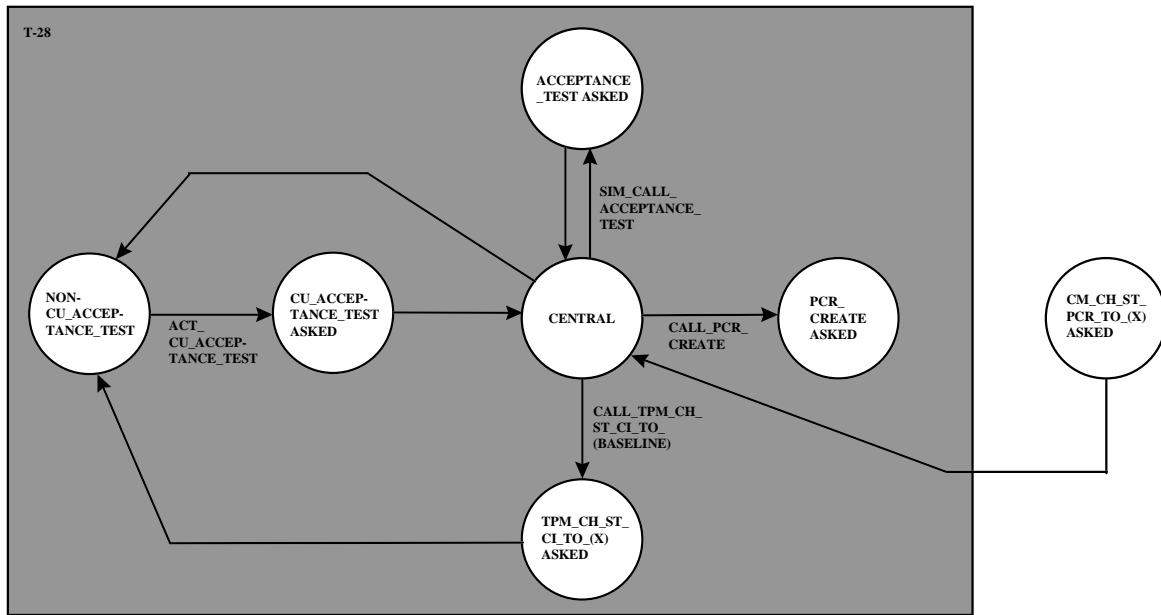 T-28
ACCEPTANCE
_TEST ASKED
SIM_CALL_
ACCEPTANCE_
TEST
NON-
CU_ACCEP-
TANCE_TEST
ACT_
CU_ACCEP-
TANCE_TEST
CU_ACCEP-
TANCE_TEST
ASKED
CENTRAL
CALL_PCR_
CREATE
PCR_
CREATE
ASKED
CM_CH_ST_
PCR_TO_(X)
ASKED
CALL_TPM_CH_
ST_CI_TO_
(BASELINE)
TPM_CH_ST_
CI_TO_(X)
ASKED